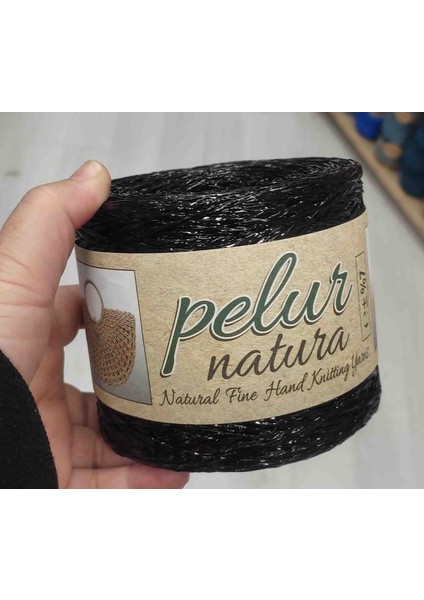 pelur
natura
Natural Fine Hand Knitting Yarns